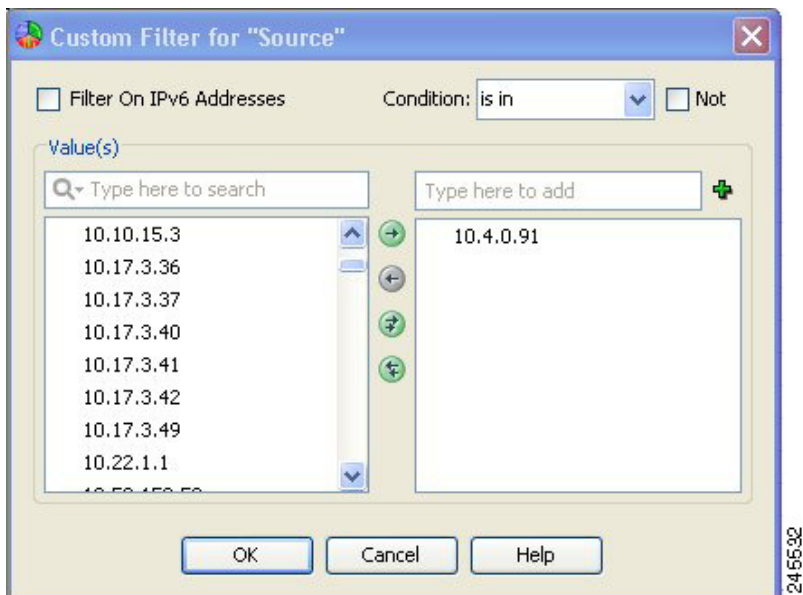 Custom Filter for "Source"
Filter On IPv6 Addresses
Condition: is in
Not
Value(s)
Type here to search
Type here to add
10.10.15.3
10.17.3.36
10.17.3.37
10.17.3.40
10.17.3.41
10.17.3.42
10.17.3.49
10.22.1.1
10.4.0.91
OK
Cancel
Help
245532